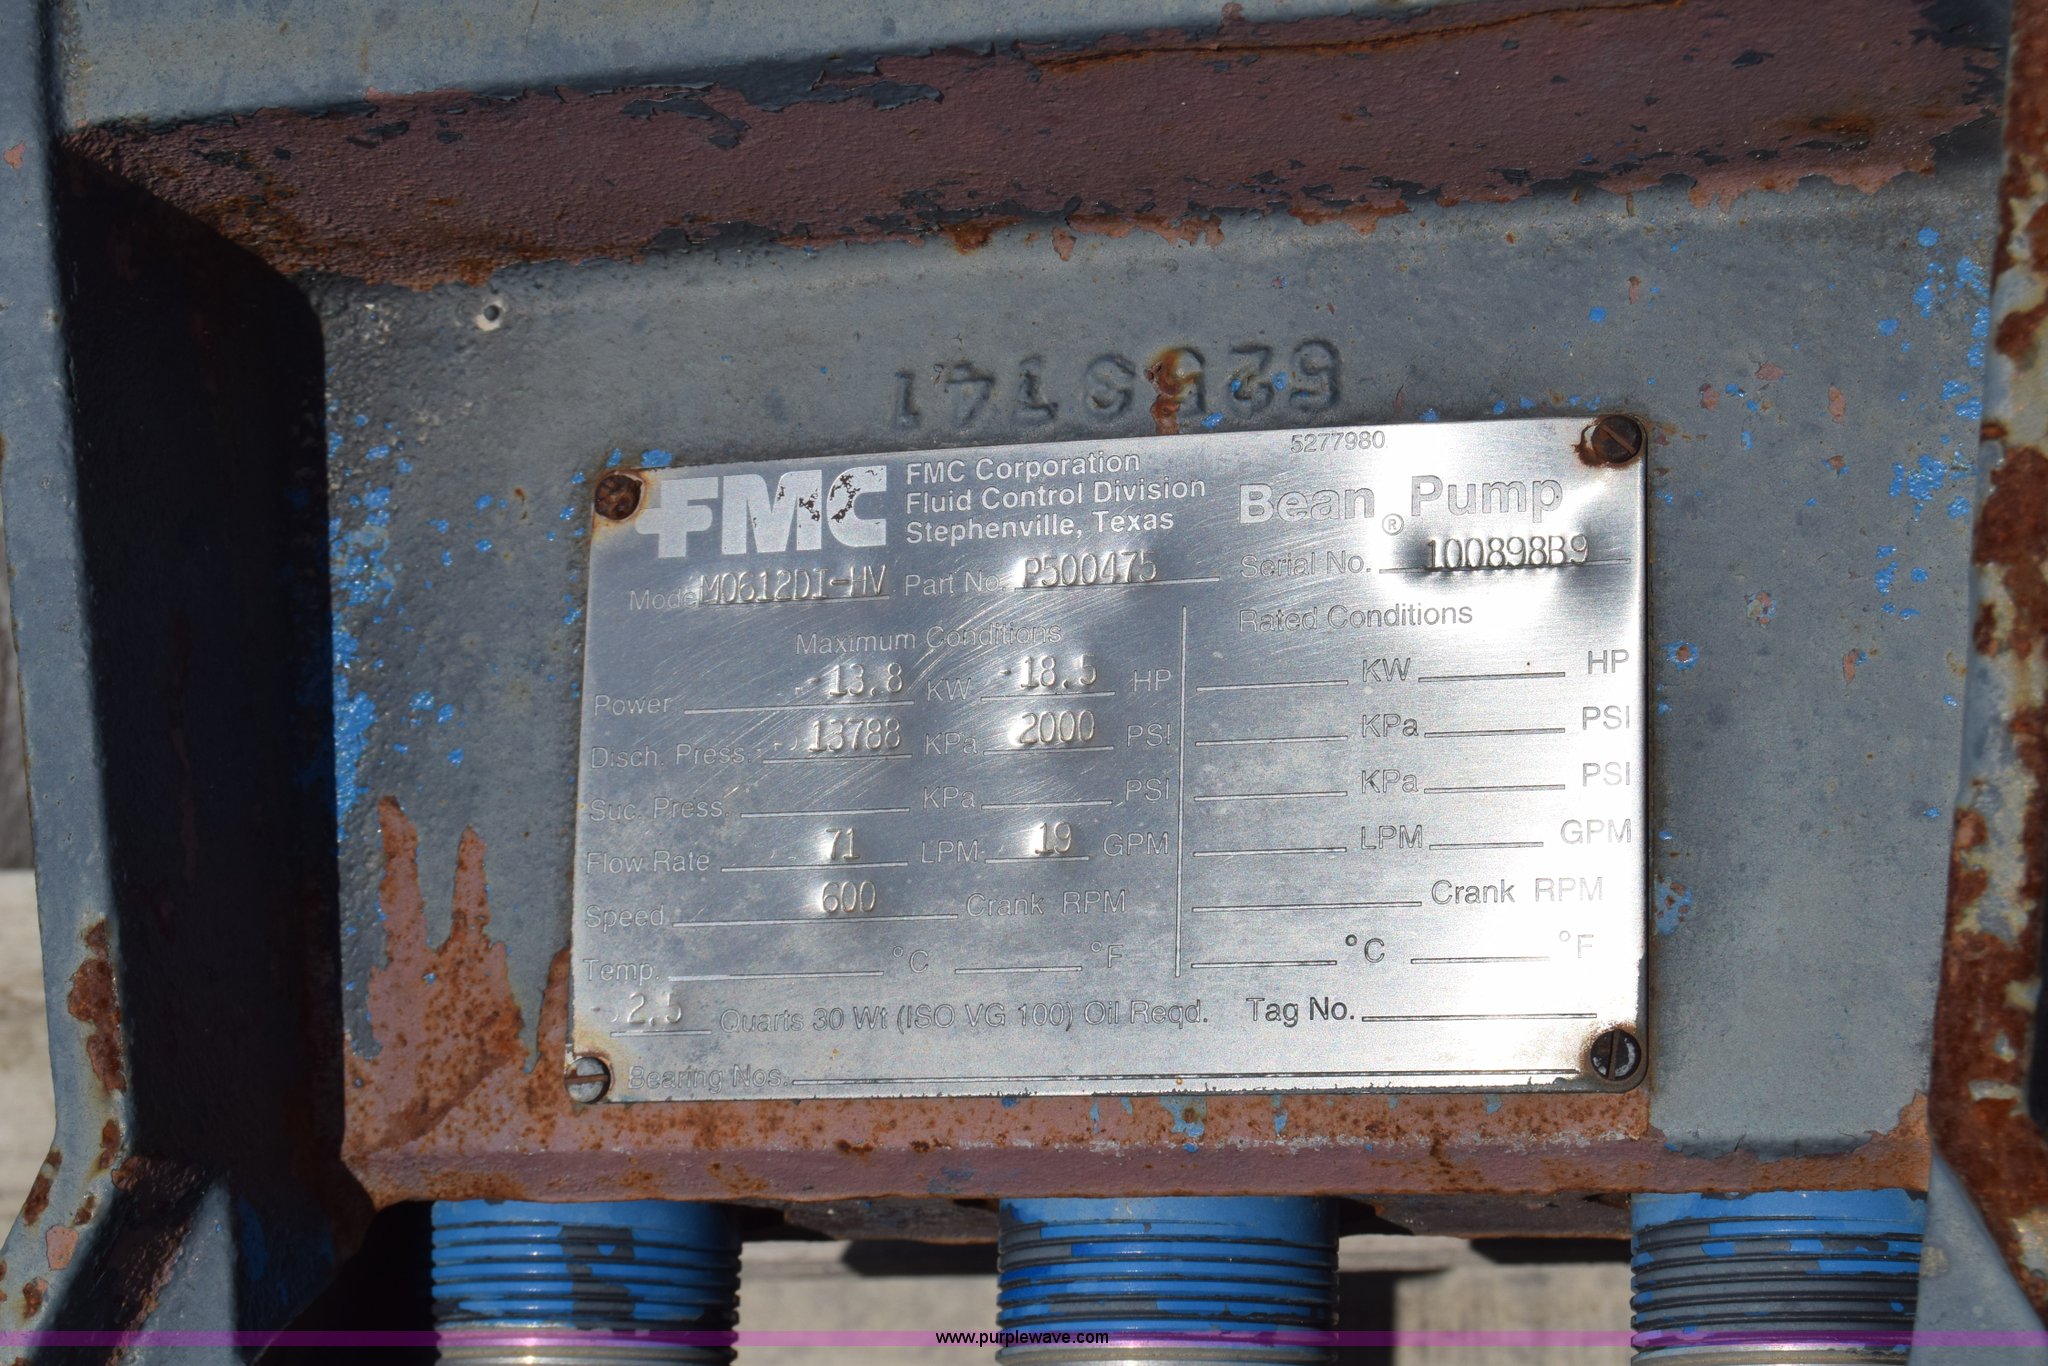 5253741
5277980
FMC
FMC Corporation
Fluid Control Division
Stephenville, Texas
Bean® Pump
Model M0612DI-HV Part No. P500475 Serial No. 100898B9
Maximum Conditions
Rated Conditions
Power 13.8 KW 18.5 HP KW HP
Disch. Press. 13788 KPa 2000 PSI KPa PSI
Suc. Press. KPa PSI KPa PSI
Flow Rate 71 LPM 19 GPM LPM GPM
Speed 600 Crank RPM Crank RPM
Temp. °C °F °C °F
2.5 Quarts 30 Wt (ISO VG 100) Oil Reqd. Tag No.
Bearing Nos.
www.purplewave.com